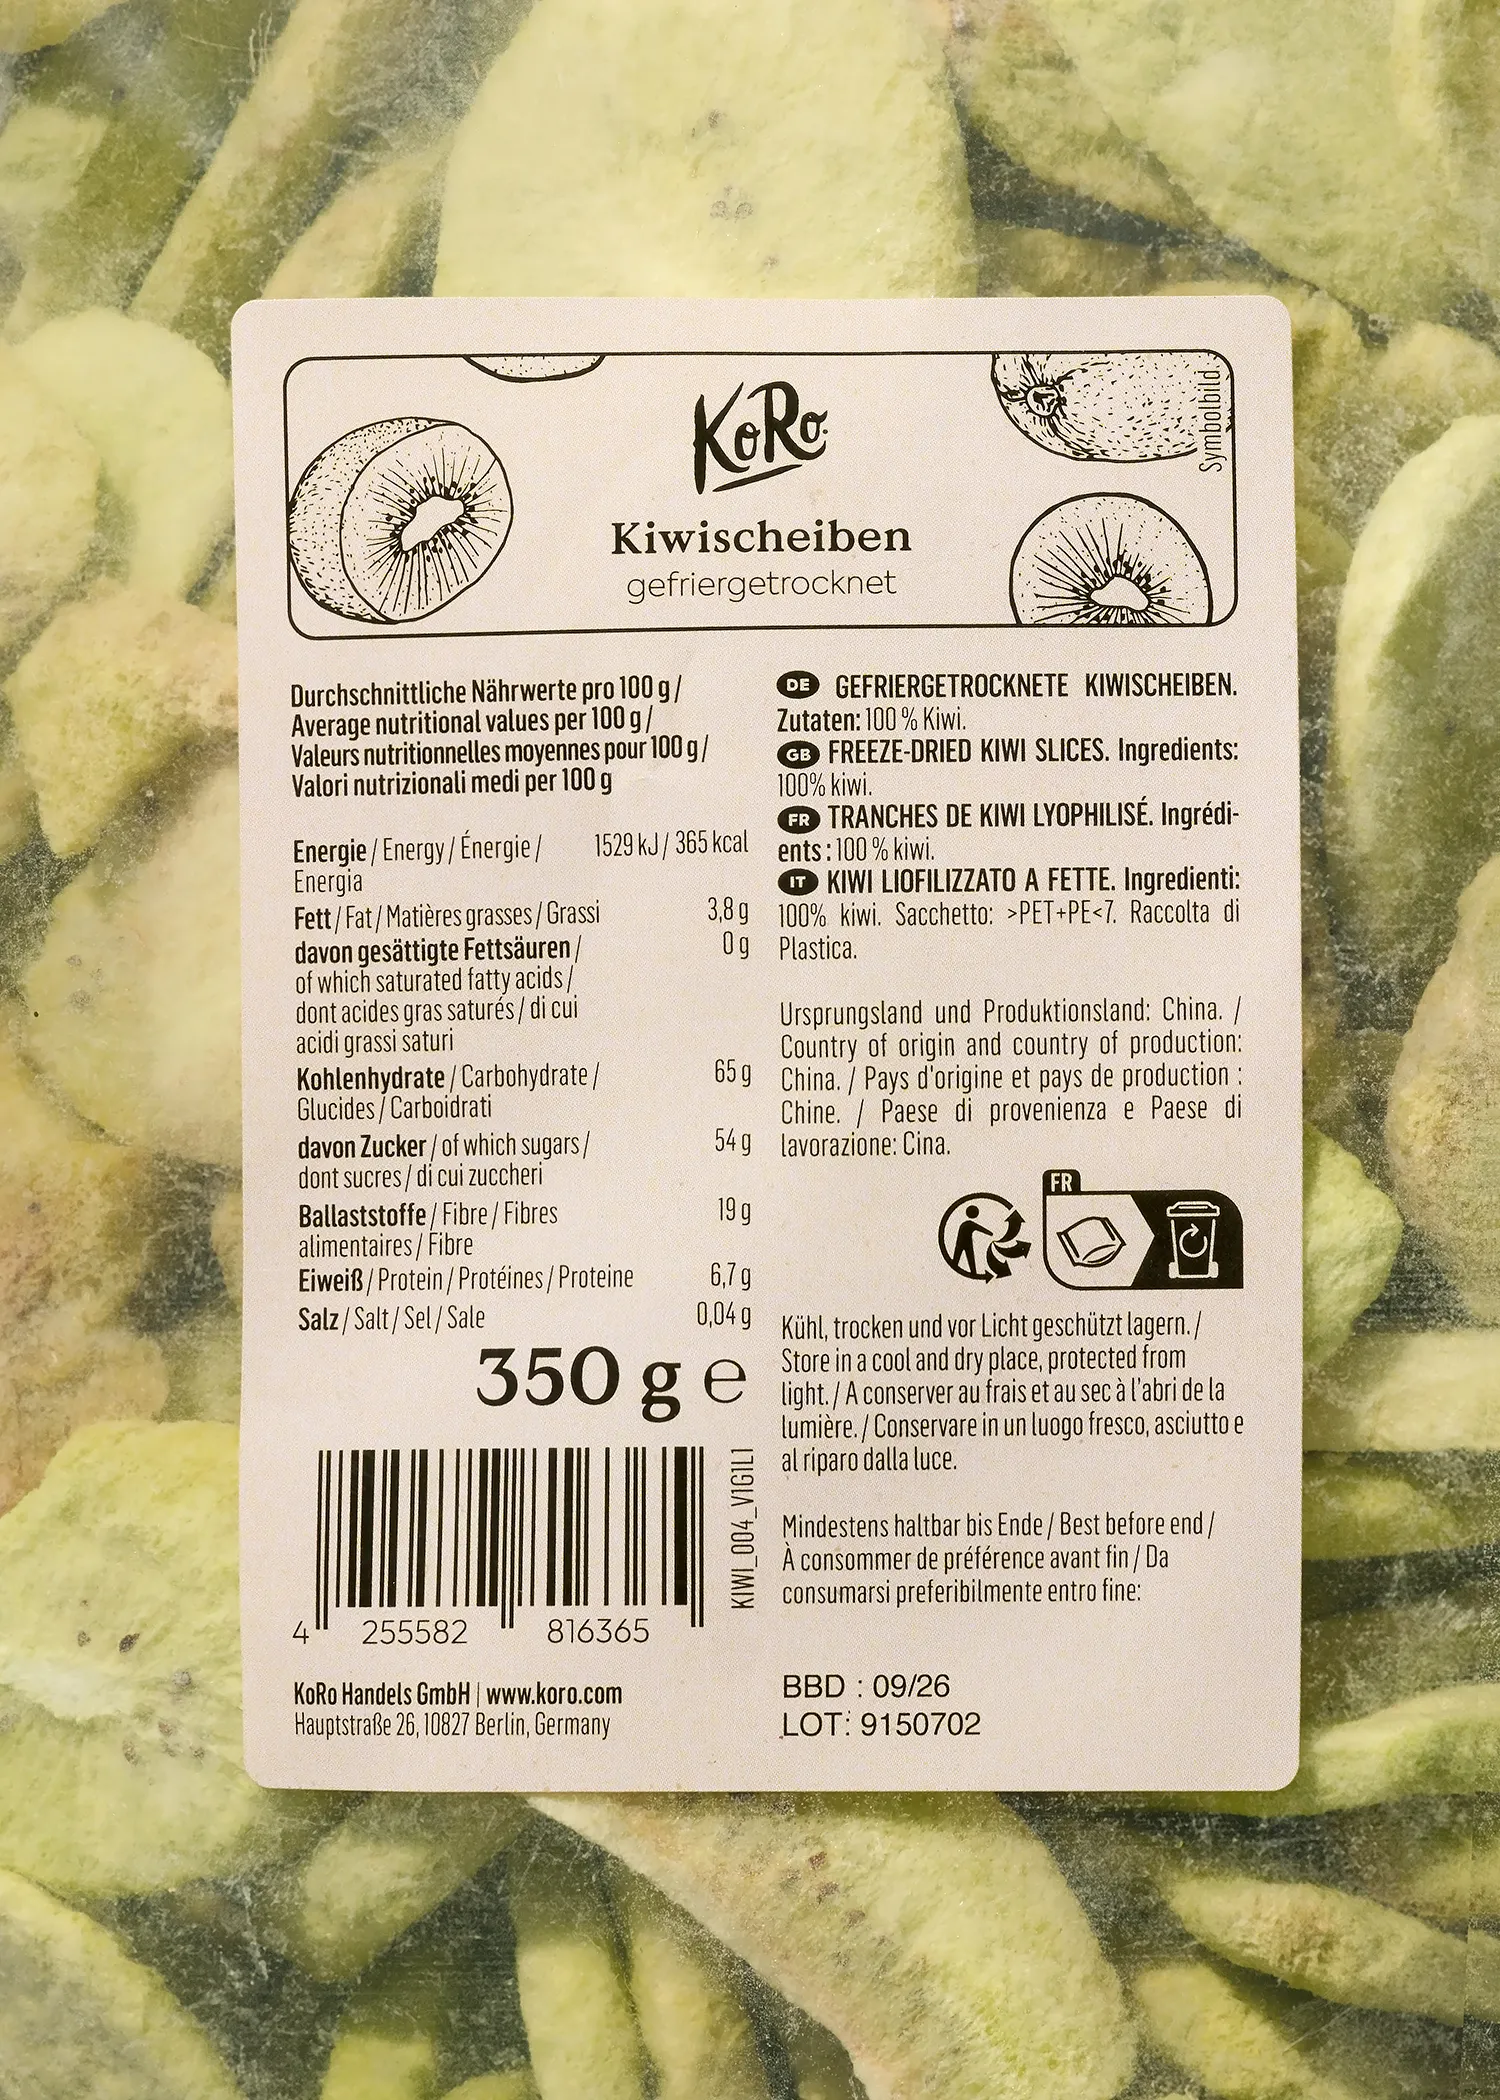 KoRo
Symbolbild
Kiwischeiben
gefriergetrocknet
Durchschnittliche Nährwerte pro 100 g /
Average nutritional values per 100 g /
Valeurs nutritionnelles moyennes pour 100 g /
Valori nutrizionali medi per 100 g
Energie / Energy / Énergie / 1529 kJ / 365 kcal
Energia
Fett / Fat / Matières grasses / Grassi 3,8 g
davon gesättigte Fettsäuren / 0 g
of which saturated fatty acids /
dont acides gras saturés / di cui
acidi grassi saturi
Kohlenhydrate / Carbohydrate / 65 g
Glucides / Carboidrati
davon Zucker / of which sugars / 54 g
dont sucres / di cui zuccheri
Ballaststoffe / Fibre / Fibres 19 g
alimentaires / Fibre
Eiweiß / Protein / Protéines / Proteine 6,7 g
Salz / Salt / Sel / Sale 0,04 g
350 g e
KIWI_004_V1G1L1
4 255582 816365
KoRo Handels GmbH | www.koro.com
Hauptstraße 26, 10827 Berlin, Germany
DE GEFRIERGETROCKNETE KIWISCHEIBEN.
Zutaten: 100 % Kiwi.
GB FREEZE-DRIED KIWI SLICES. Ingredients:
100% kiwi.
FR TRANCHES DE KIWI LYOPHILISÉ. Ingrédi-
ents : 100 % kiwi.
IT KIWI LIOFILIZZATO A FETTE. Ingredienti:
100% kiwi. Sacchetto: >PET+PE<7. Raccolta di
Plastica.
Ursprungsland und Produktionsland: China. /
Country of origin and country of production:
China. / Pays d'origine et pays de production :
Chine. / Paese di provenienza e Paese di
lavorazione: Cina.
FR
Kühl, trocken und vor Licht geschützt lagern. /
Store in a cool and dry place, protected from
light. / A conserver au frais et au sec à l'abri de la
lumière. / Conservare in un luogo fresco, asciutto e
al riparo dalla luce.
Mindestens haltbar bis Ende / Best before end /
À consommer de préférence avant fin / Da
consumarsi preferibilmente entro fine:
BBD : 09/26
LOT: 9150702